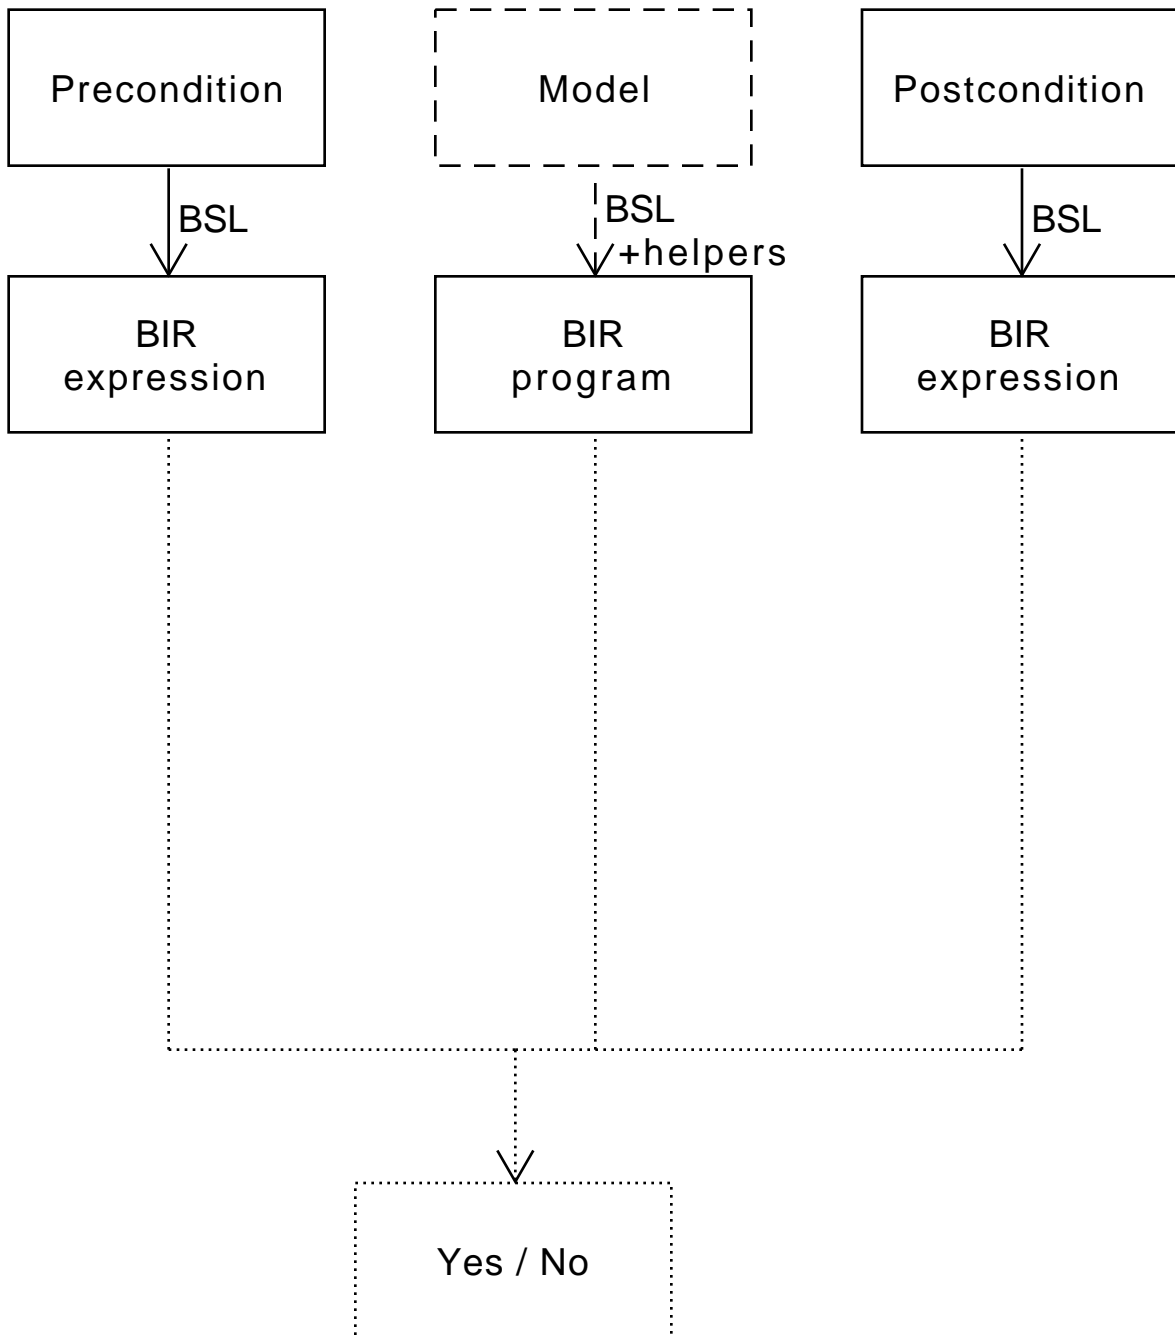 Precondition
Model
Postcondition
BSL
BSL
+helpers
BSL
BIR
expression
BIR
program
BIR
expression
Yes / No